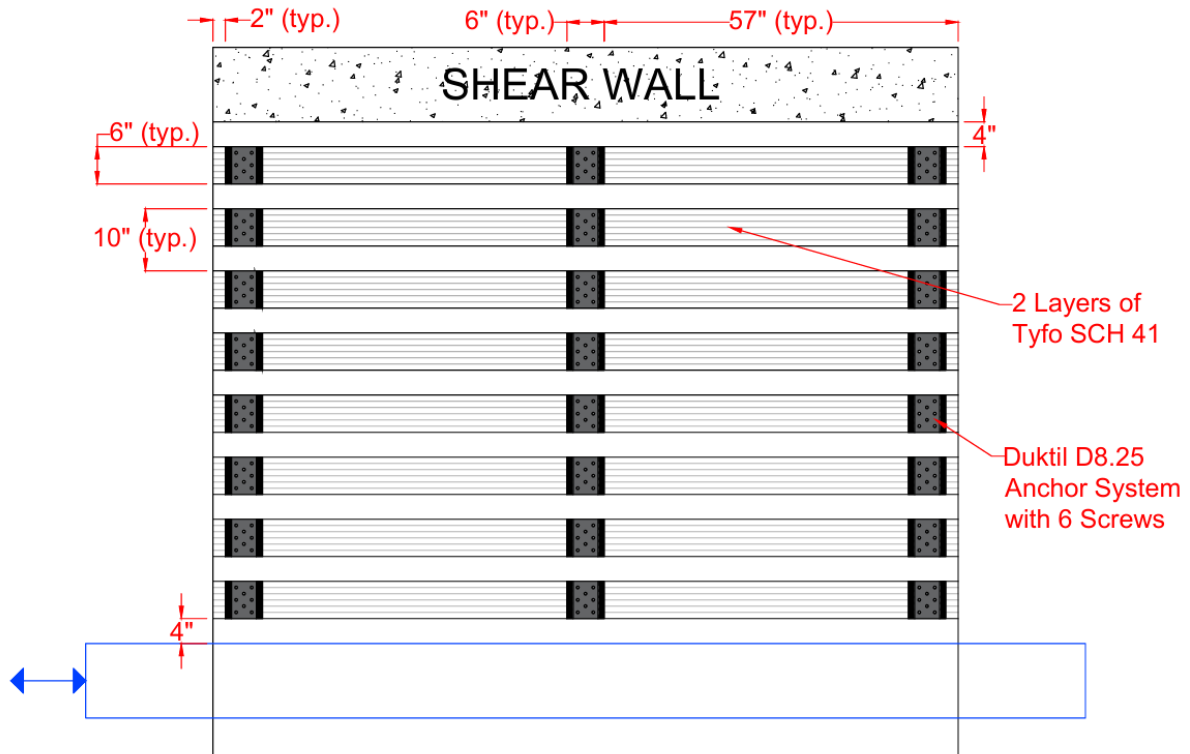 2" (typ.)
6" (typ.)
57" (typ.)
SHEAR WALL
6" (typ.)
4"
10" (typ.)
2 Layers of
Tyfo SCH 41
Duktil D8.25
Anchor System
with 6 Screws
4"